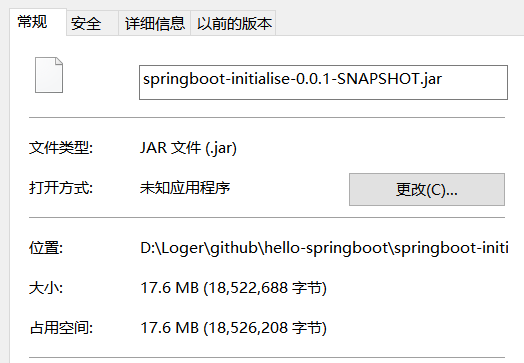 常规 安全 详细信息 以前的版本
springboot-initialise-0.0.1-SNAPSHOT.jar
文件类型: JAR 文件 (.jar)
打开方式: 未知应用程序 更改(C)...
位置: D:\Loger\github\hello-springboot\springboot-initi
大小: 17.6 MB (18,522,688 字节)
占用空间: 17.6 MB (18,526,208 字节)